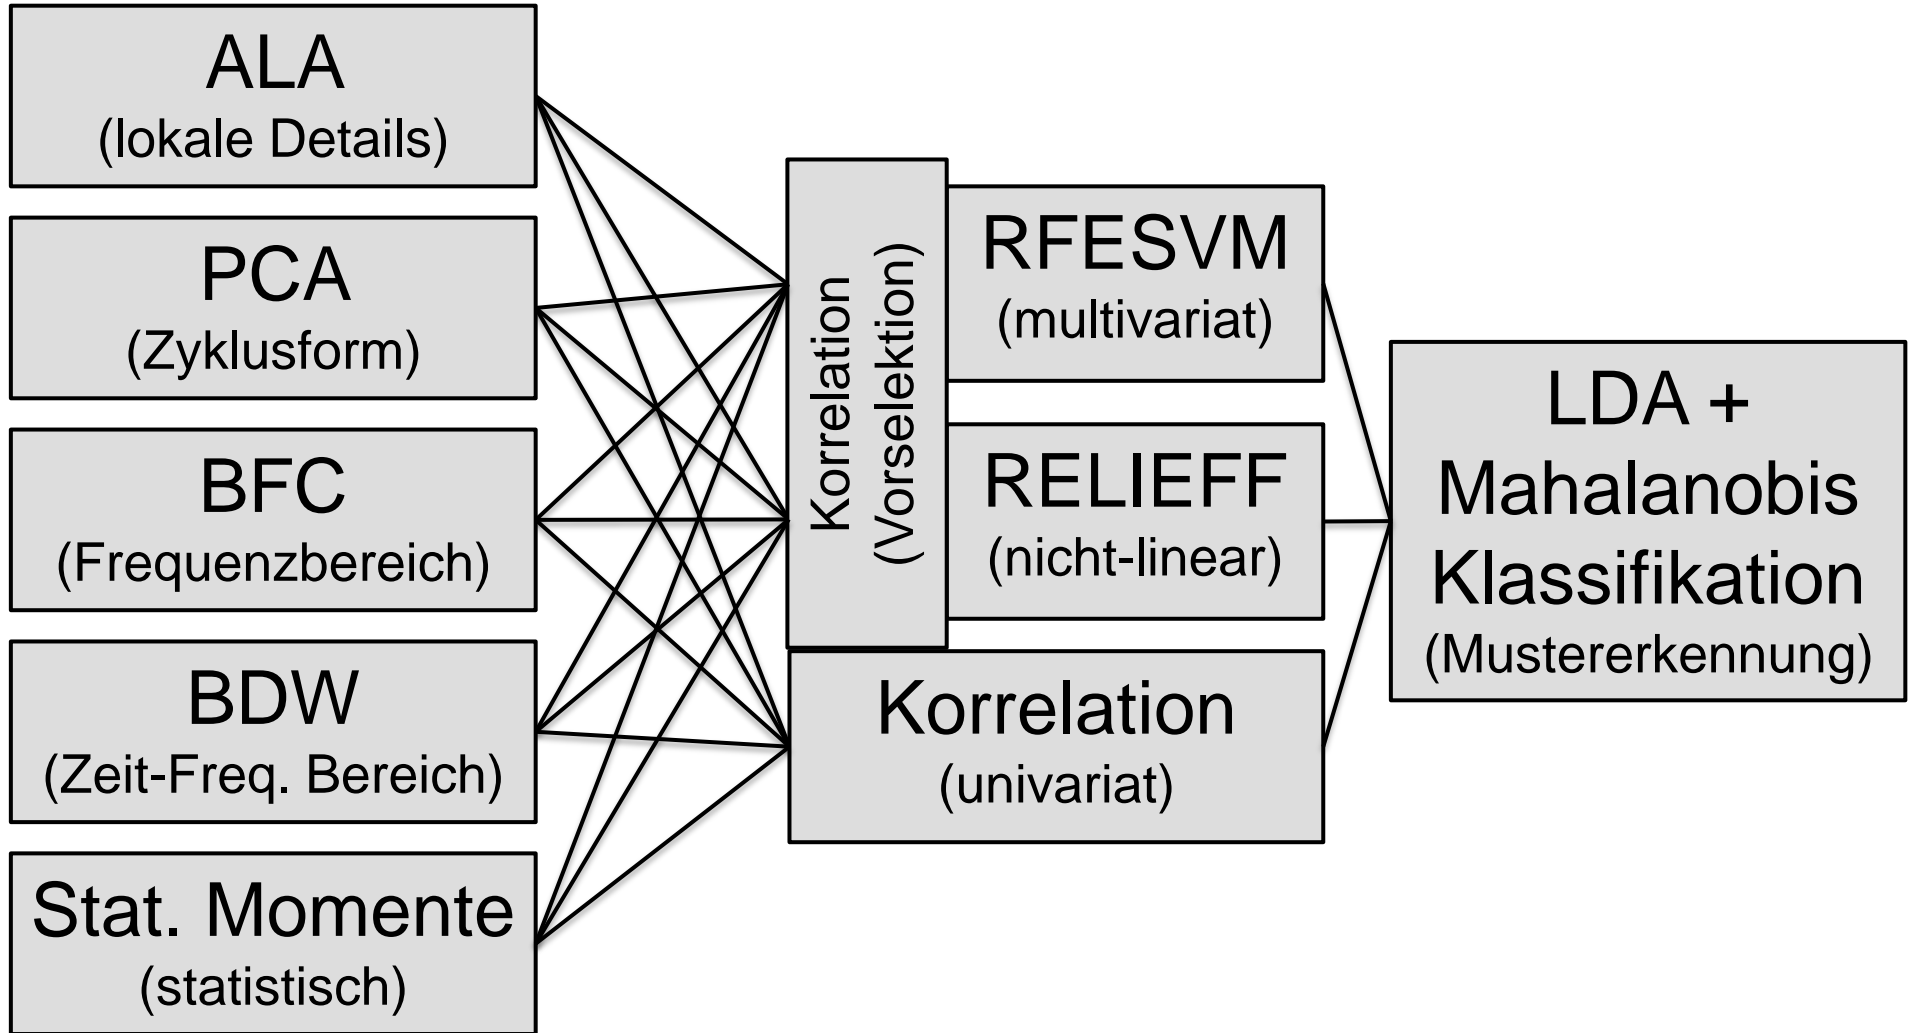 ALA
(lokale Details)
PCA
(Zyklusform)
BFC
(Frequenzbereich)
BDW
(Zeit-Freq. Bereich)
Stat. Momente
(statistisch)
Korrelation
(Vorselektion)
RFESVM
(multivariat)
RELIEFF
(nicht-linear)
Korrelation
(univariat)
LDA +
Mahalanobis
Klassifikation
(Mustererkennung)